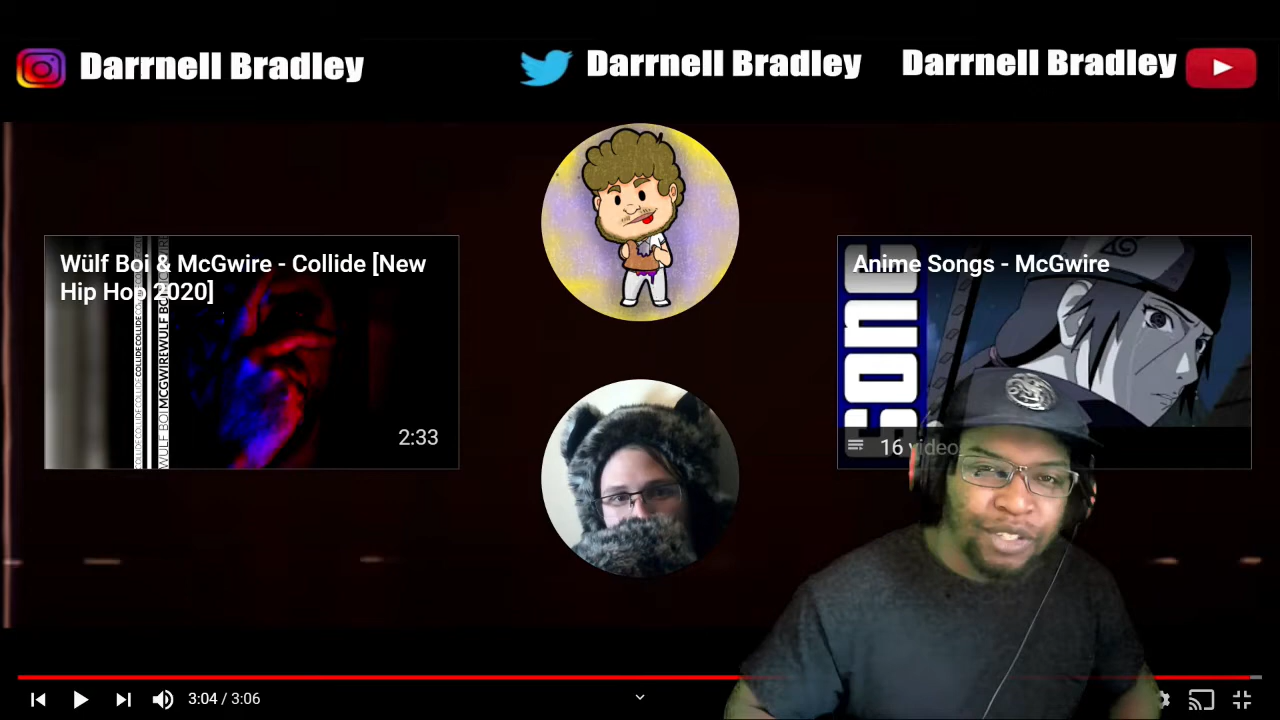 Darrnell Bradley
Darrnell Bradley
Darrnell Bradley
Wülf Boi & McGwire - Collide [New
Hip Hop 2020]
2:33
Anime Songs - McGwire
16 video
3:04 / 3:06